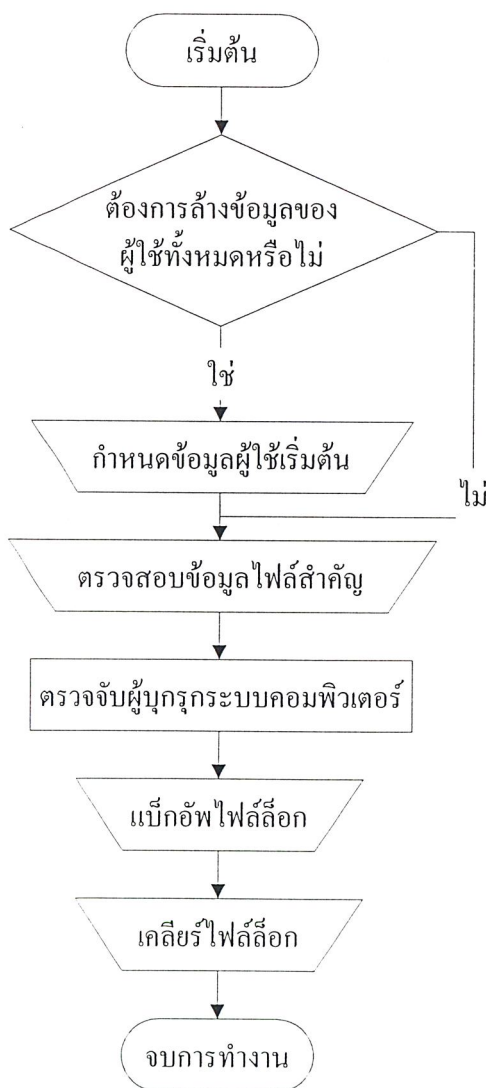 เริ่มต้น
ต้องการล้างข้อมูลของ
ผู้ใช้ทั้งหมดหรือไม่
ใช่
กำหนดข้อมูลผู้ใช้เริ่มต้น
ไม่
ตรวจสอบข้อมูลไฟล์สำคัญ
ตรวจจับผู้บุกรุกระบบคอมพิวเตอร์
แบ็กอัพไฟล์ล็อก
เคลียร์ไฟล์ล็อก
จบการทำงาน